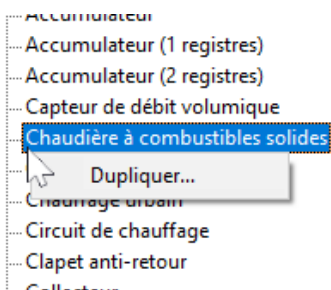 Accumulateur
Accumulateur (1 registres)
Accumulateur (2 registres)
Capteur de débit volumique
Chaudière à combustibles solides
Dupliquer...
Chauffage urbain
Circuit de chauffage
Clapet anti-retour
Collecteur